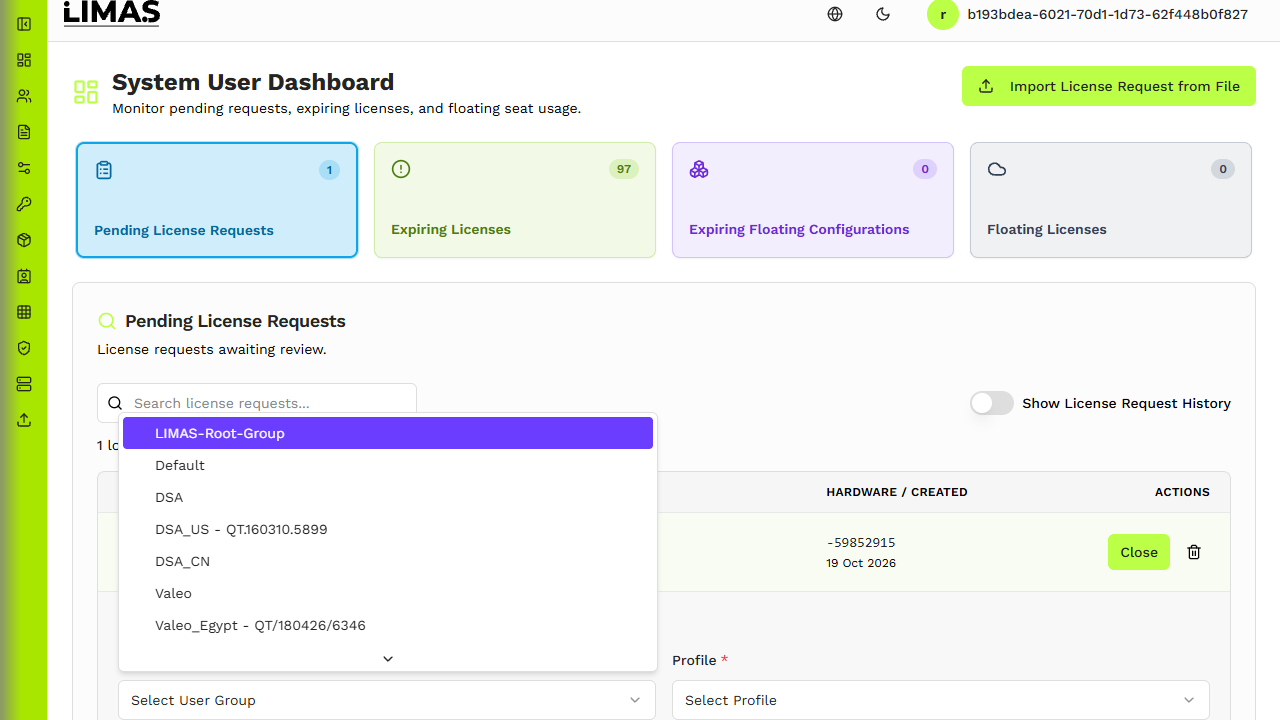 LIMAS
r
b193bdea-6021-70d1-1d73-62f448b0f827
System User Dashboard
Monitor pending requests, expiring licenses, and floating seat usage.
Import License Request from File
1
Pending License Requests
97
Expiring Licenses
0
Expiring Floating Configurations
0
Floating Licenses
Pending License Requests
License requests awaiting review.
Search license requests...
Show License Request History
1
LIMAS-Root-Group
Default
DSA
DSA_US - QT.160310.5899
DSA_CN
Valeo
Valeo_Egypt - QT/180426/6346
HARDWARE / CREATED
ACTIONS
-59852915
19 Oct 2026
Close
Profile *
Select User Group
Select Profile